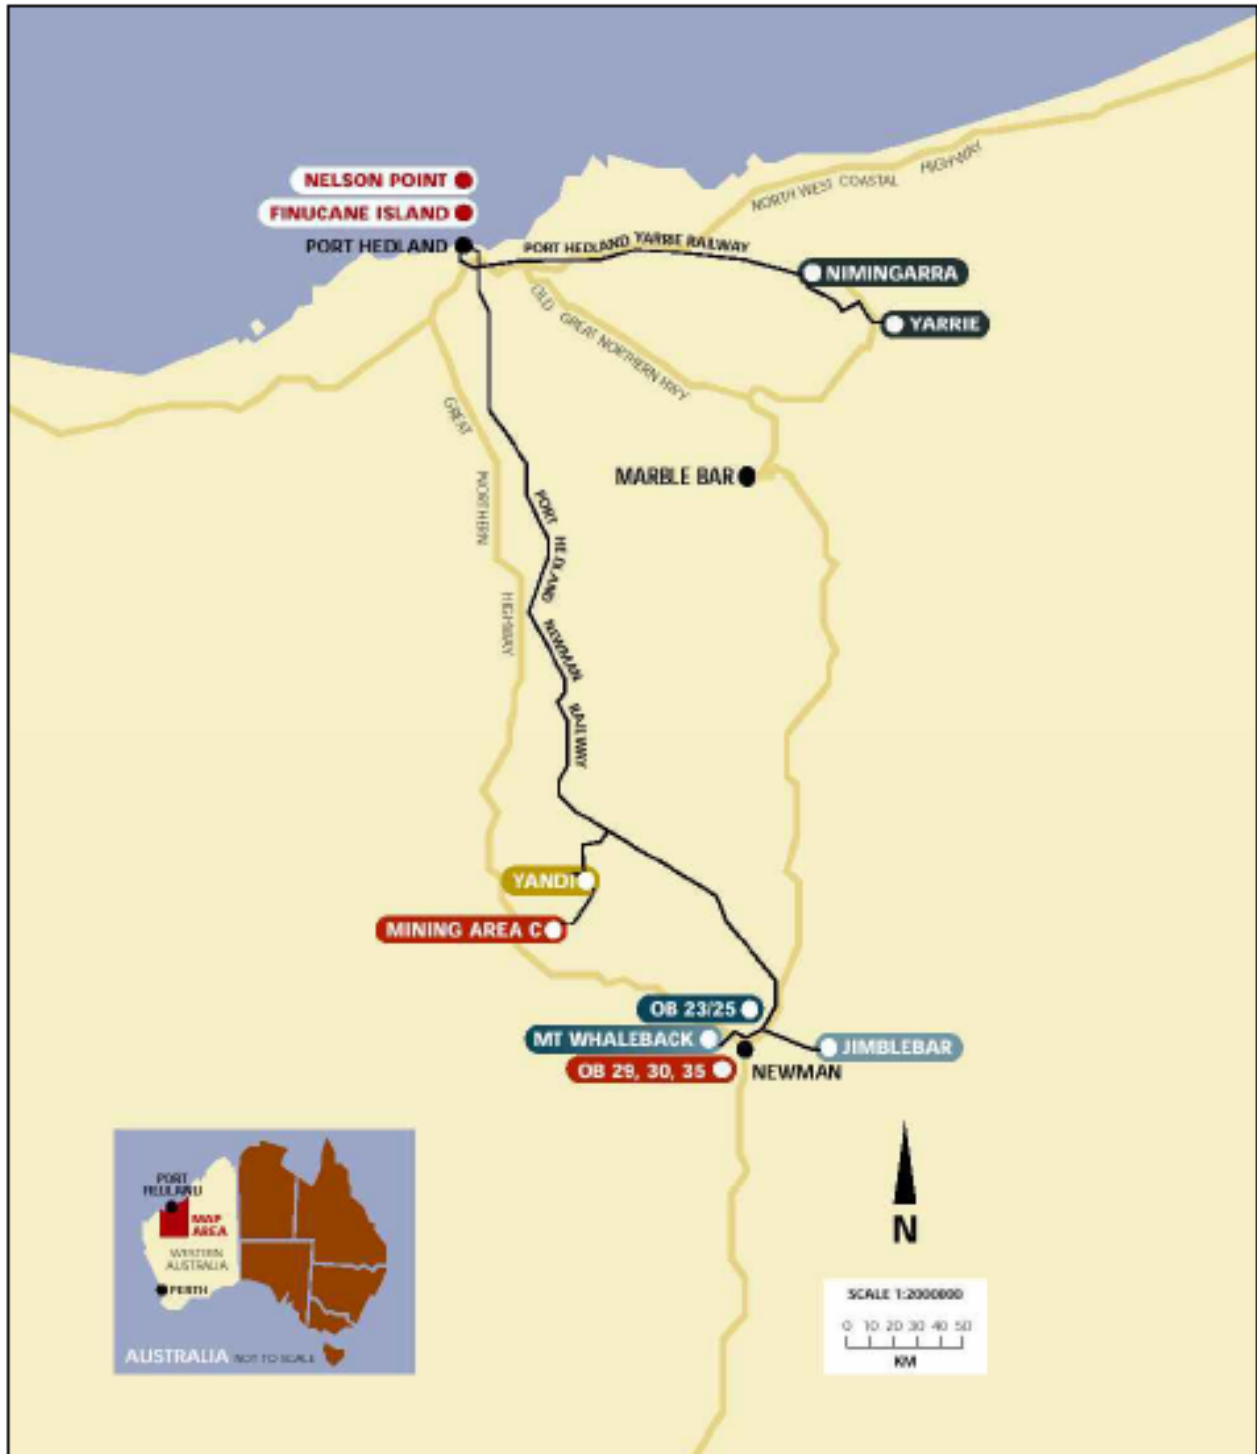 NELSON POINT
FINUCANE ISLAND
PORT HEDLAND
NORTH WEST COASTAL HIGHWAY
PORT HEDLAND YARRIE RAILWAY
NIMINGARRA
YARRIE
OLD GREAT NORTHERN HWY
GREAT NORTHERN HIGHWAY
MARBLE BAR
PORT HEDLAND NEWMAN RAILWAY
YANDI
MINING AREA C
OB 23/25
MT WHALEBACK
JIMBLEBAR
OB 29, 30, 35
NEWMAN
PORT
HEDLAND
MAP
AREA
WESTERN
AUSTRALIA
PERTH
AUSTRALIA NOT TO SCALE
N
SCALE 1:2000000
0 10 20 30 40 50
KM